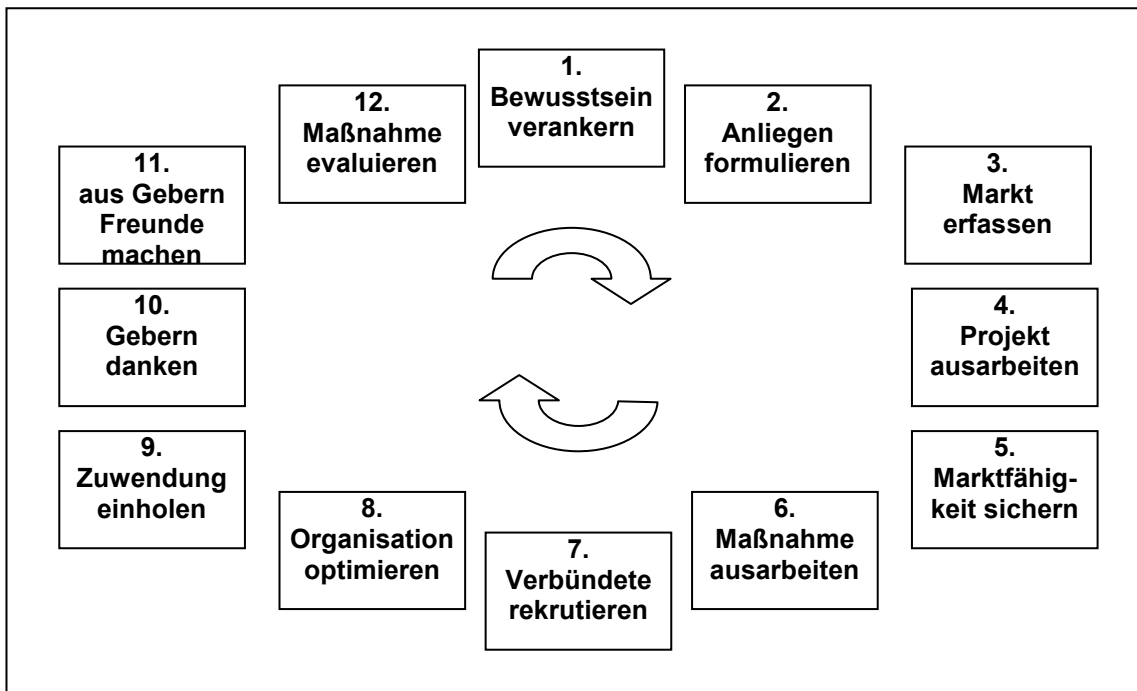 1.
Bewusstsein
verankern
2.
Anliegen
formulieren
3.
Markt
erfassen
4.
Projekt
ausarbeiten
5.
Marktfähig-
keit sichern
6.
Maßnahme
ausarbeiten
7.
Verbündete
rekrutieren
8.
Organisation
optimieren
9.
Zuwendung
einholen
10.
Gebern
danken
11.
aus Gebern
Freunde
machen
12.
Maßnahme
evaluieren